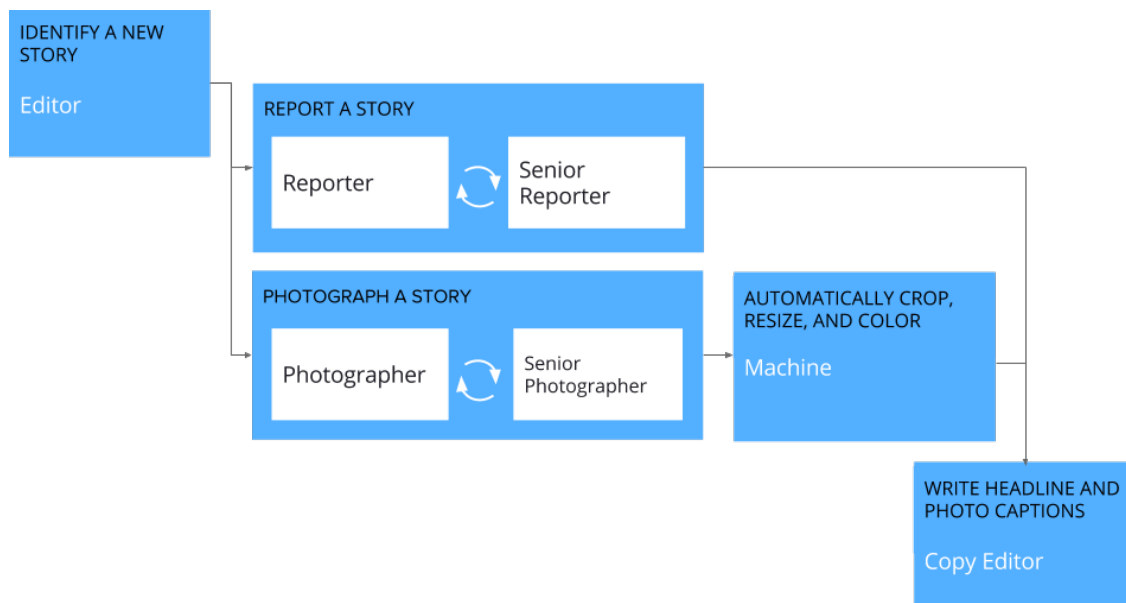 IDENTIFY A NEW
STORY
Editor
REPORT A STORY
Reporter
Senior
Reporter
PHOTOGRAPH A STORY
Photographer
Senior
Photographer
AUTOMATICALLY CROP,
RESIZE, AND COLOR
Machine
WRITE HEADLINE AND
PHOTO CAPTIONS
Copy Editor